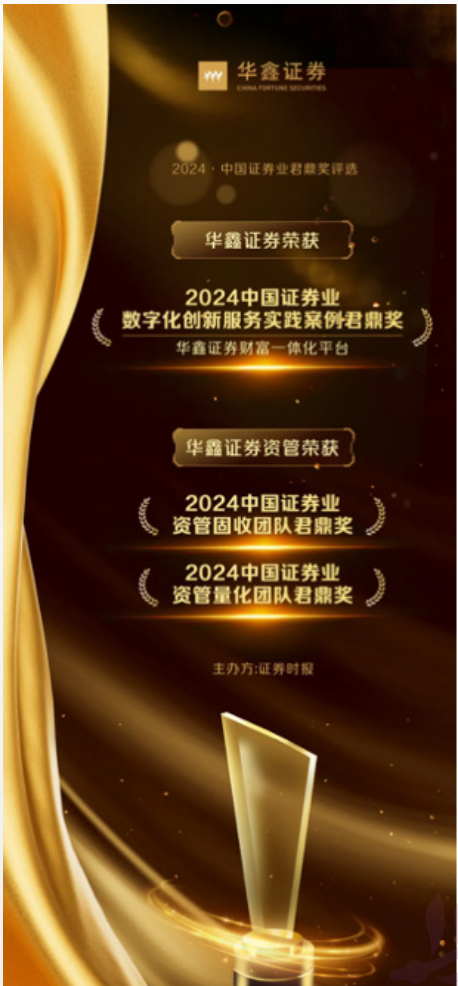 华鑫证券
CHINA FORTUNE SECURITIES
2024·中国证券业君鼎奖评选
华鑫证券荣获
2024中国证券业
数字化创新服务实践案例君鼎奖
华鑫证券财富一体化平台
华鑫证券资管荣获
2024中国证券业
资管固收团队君鼎奖
2024中国证券业
资管量化团队君鼎奖
主办方:证券时报